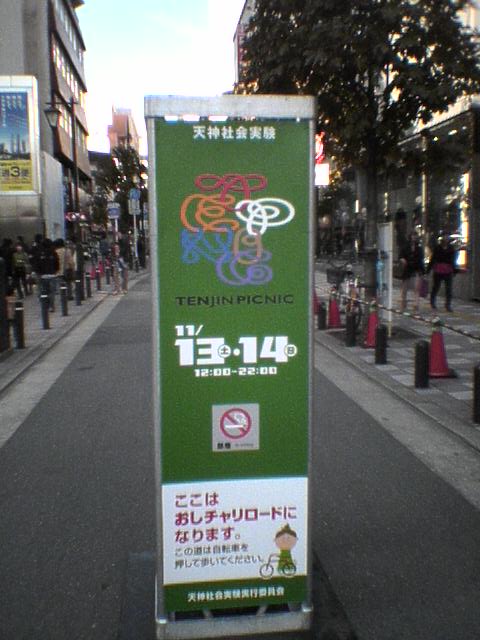 天神社会実験
TENJIN PICNIC
11/
13土・14日
12:00-22:00
禁煙
ここは
おしチャリロードに
なります。
この道は自転車を
押して歩いてください。
天神社会実験実行委員会